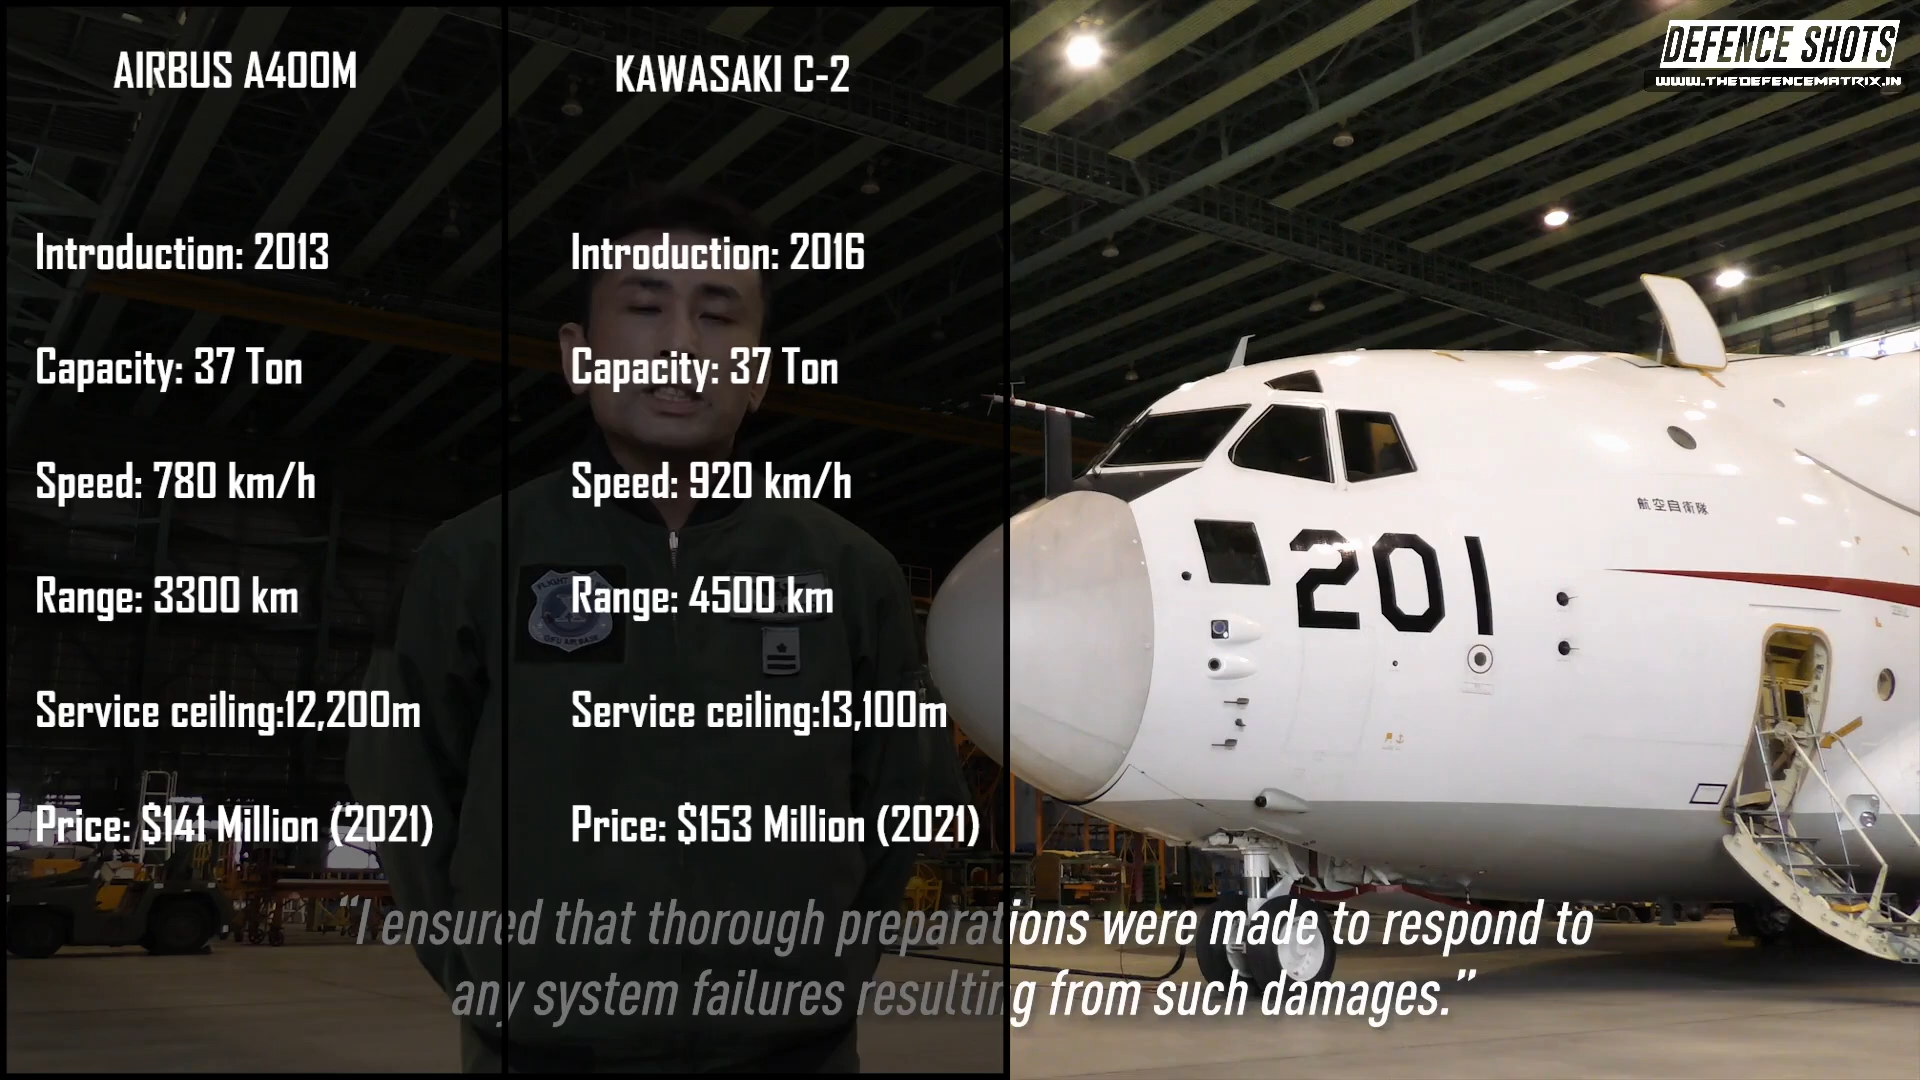 AIRBUS A400M
Introduction: 2013
Capacity: 37 Ton
Speed: 780 km/h
Range: 3300 km
Service ceiling:12,200m
Price: $141 Million (2021)
KAWASAKI C-2
Introduction: 2016
Capacity: 37 Ton
Speed: 920 km/h
Range: 4500 km
Service ceiling:13,100m
Price: $153 Million (2021)
DEFENCE SHOTS
WWW.THEDEFENCEMATRIX.IN
航空自衛隊
201
“I ensured that thorough preparations were made to respond to
any system failures resulting from such damages.”